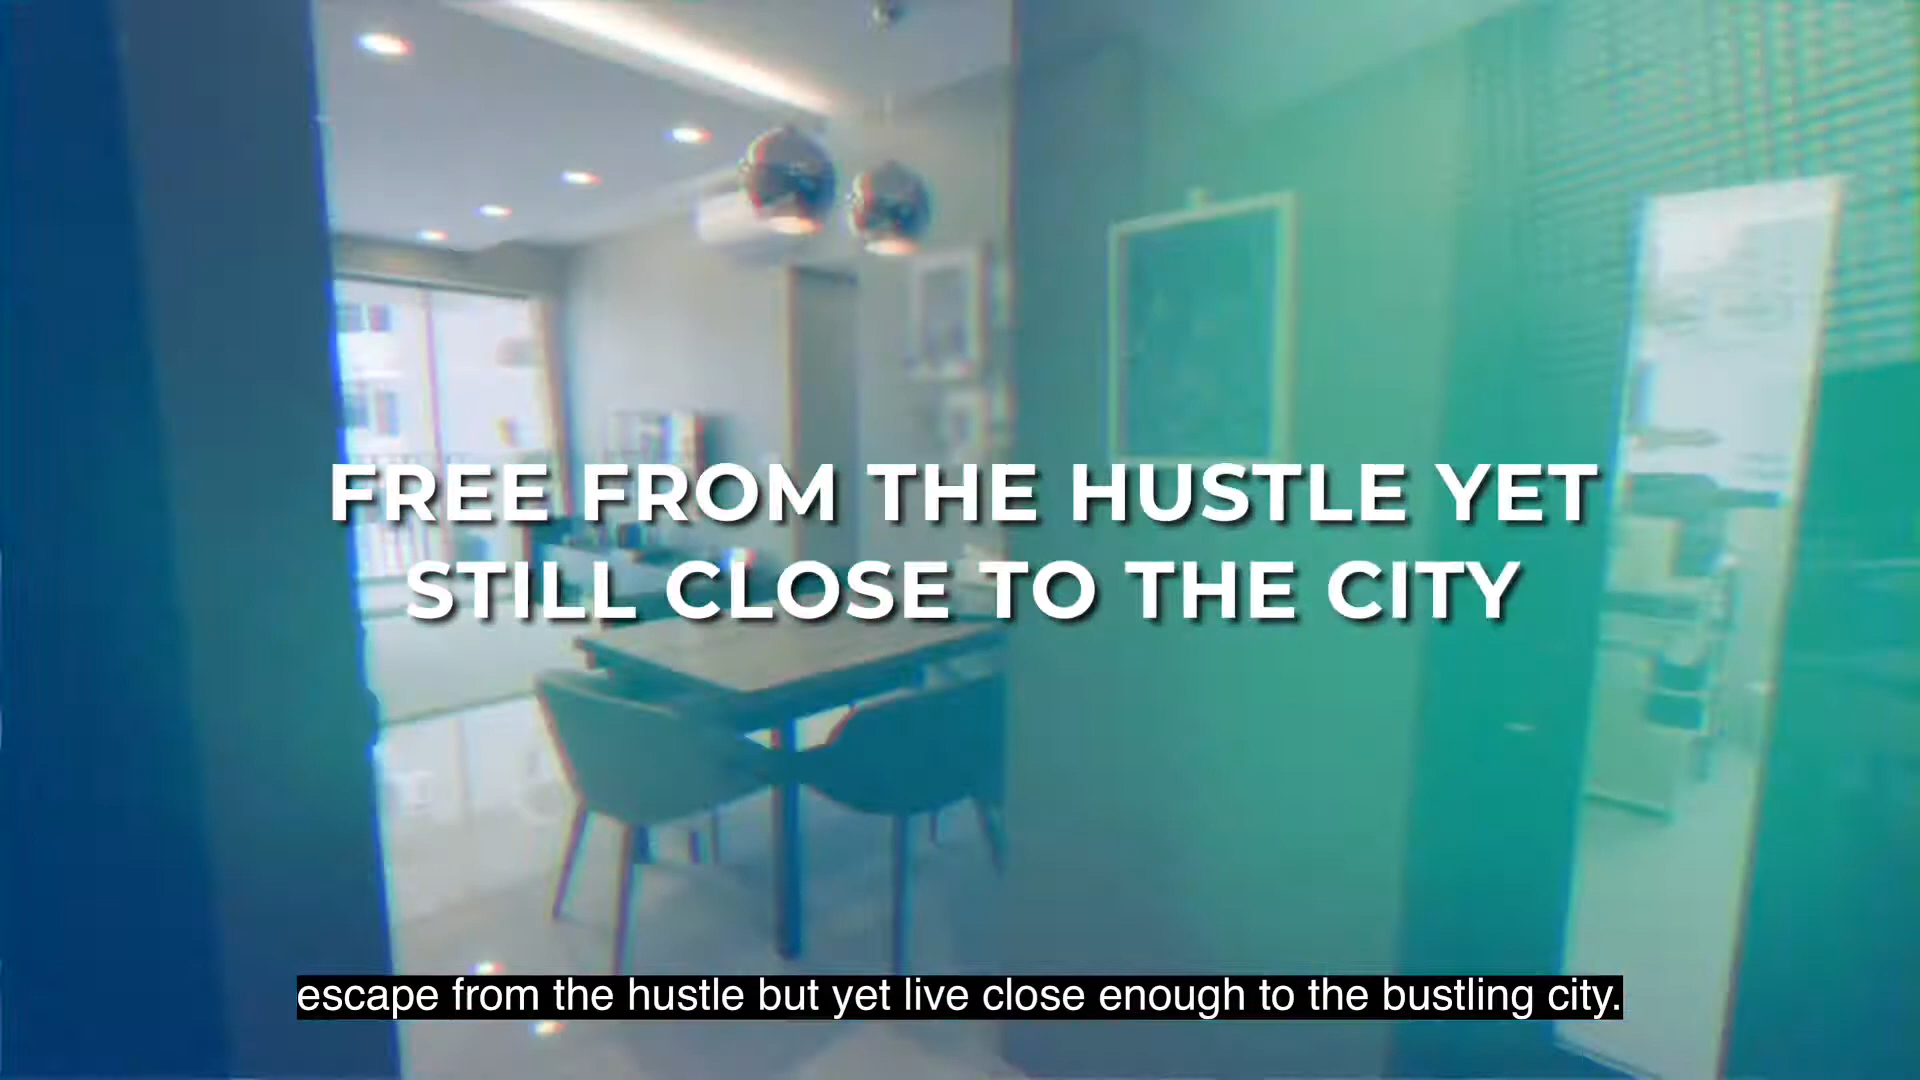 FREE FROM THE HUSTLE YET
STILL CLOSE TO THE CITY
escape from the hustle but yet live close enough to the bustling city.